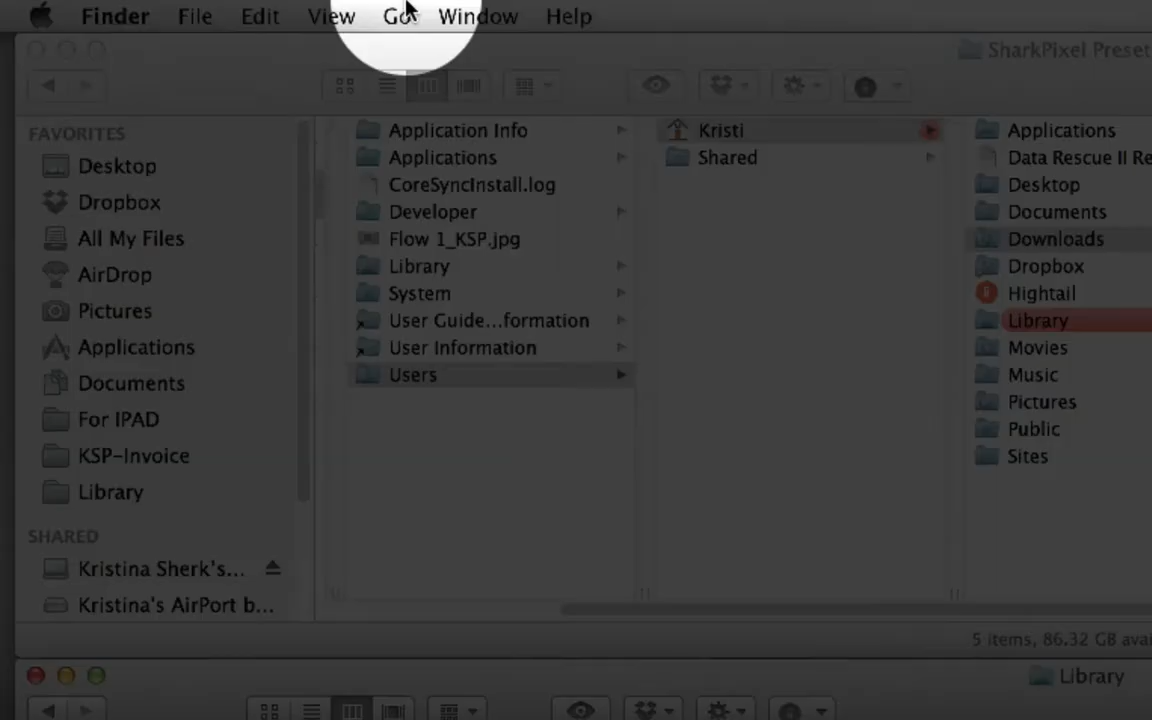 Finder File Edit View Go Window Help
SharkPixel Preset
FAVORITES
Desktop
Dropbox
All My Files
AirDrop
Pictures
Applications
Documents
For IPAD
KSP-Invoice
Library
SHARED
Kristina Sherk's...
Kristina's AirPort b...
Application Info
Applications
CoreSyncInstall.log
Developer
Flow 1_KSP.jpg
Library
System
User Guide...formation
User Information
Users
Kristi
Shared
Applications
Data Rescue II Re
Desktop
Documents
Downloads
Dropbox
Hightail
Library
Movies
Music
Pictures
Public
Sites
5 items, 86.32 GB avai
Library